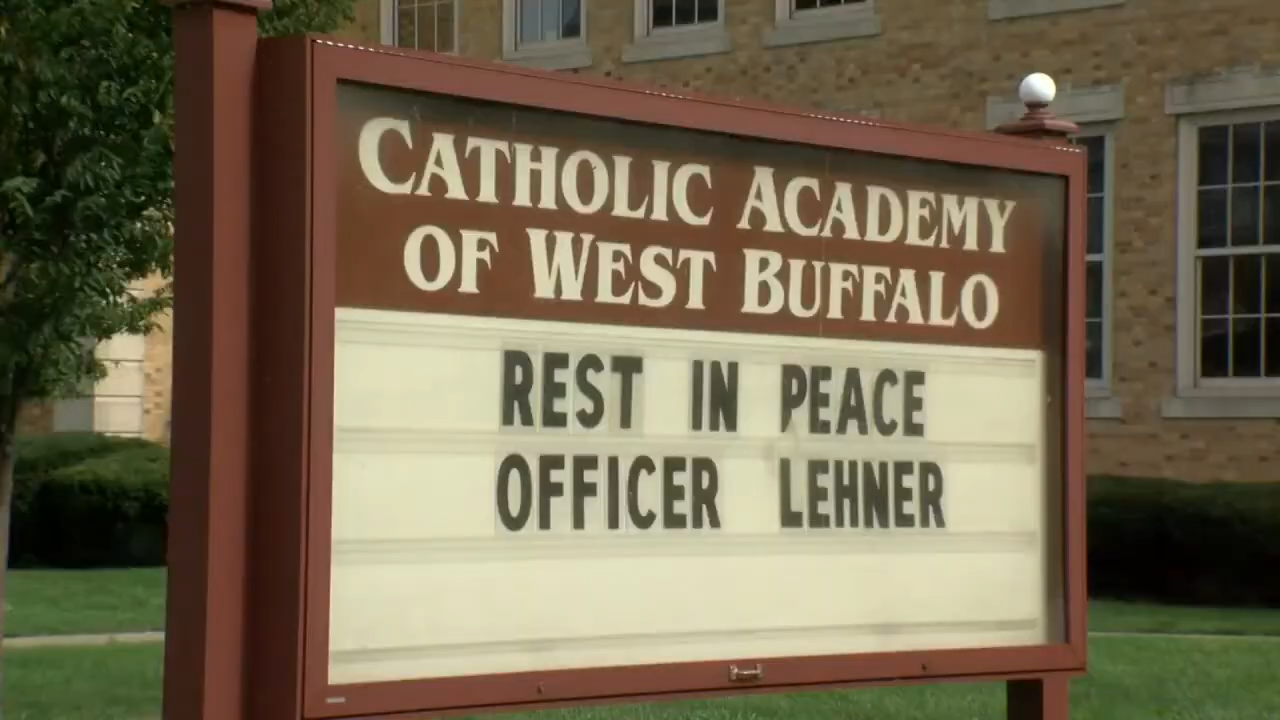 CATHOLIC ACADEMY
OF WEST BUFFALO
REST IN PEACE
OFFICER LEHNER